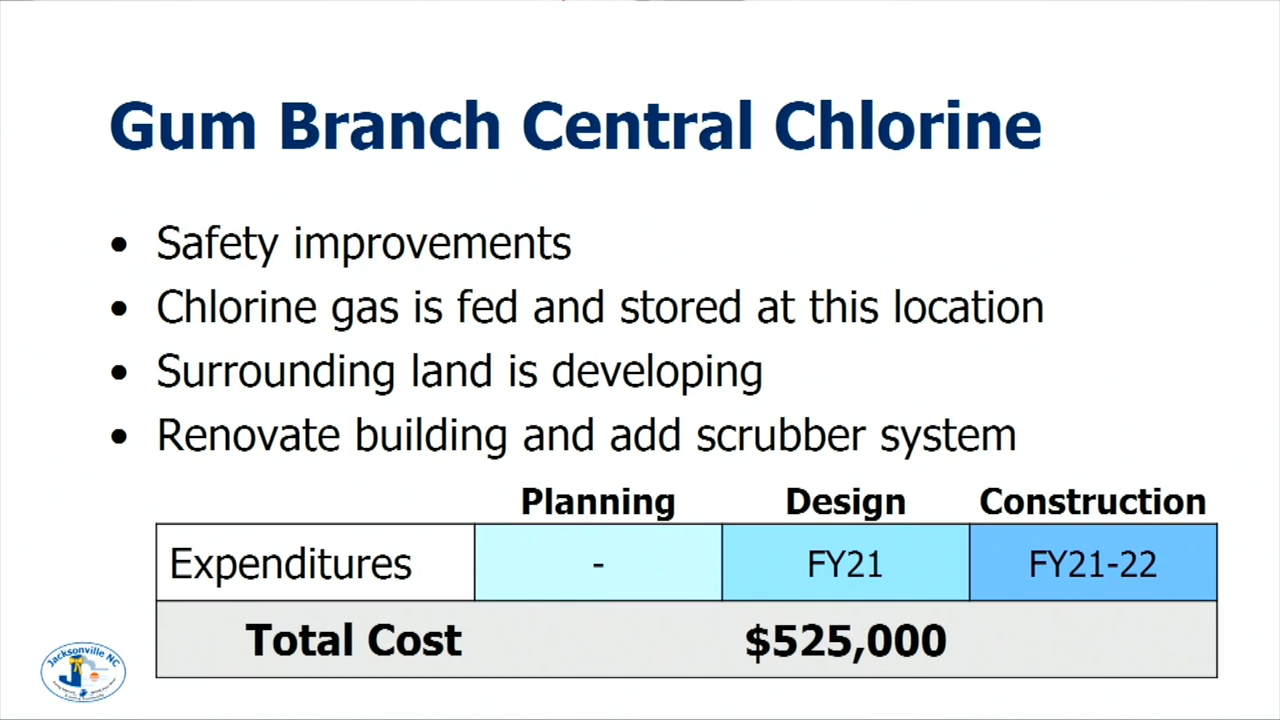 Gum Branch Central Chlorine
• Safety improvements
• Chlorine gas is fed and stored at this location
• Surrounding land is developing
• Renovate building and add scrubber system
Planning Design Construction
Expenditures - FY21 FY21-22
Total Cost $525,000
Jacksonville NC